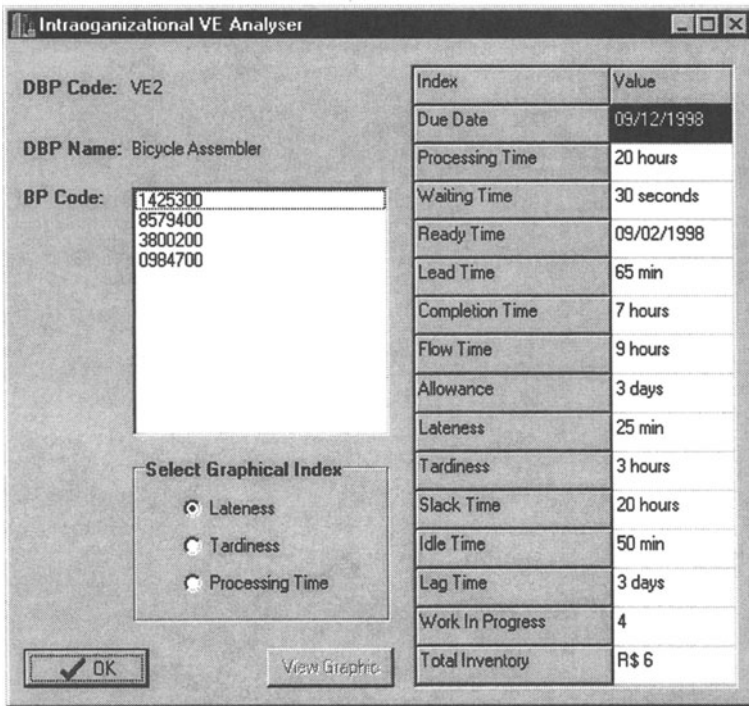 Intraoganizational VE Analyser
DBP Code: VE2
DBP Name: Bicycle Assembler
BP Code:
1425300
8579400
3800200
0984700
Select Graphical Index
Lateness
Tardiness
Processing Time
OK
View Graphic
Index Value
Due Date 09/12/1998
Processing Time 20 hours
Waiting Time 30 seconds
Ready Time 09/02/1998
Lead Time 65 min
Completion Time 7 hours
Flow Time 9 hours
Allowance 3 days
Lateness 25 min
Tardiness 3 hours
Slack Time 20 hours
Idle Time 50 min
Lag Time 3 days
Work In Progress 4
Total Inventory R$ 6